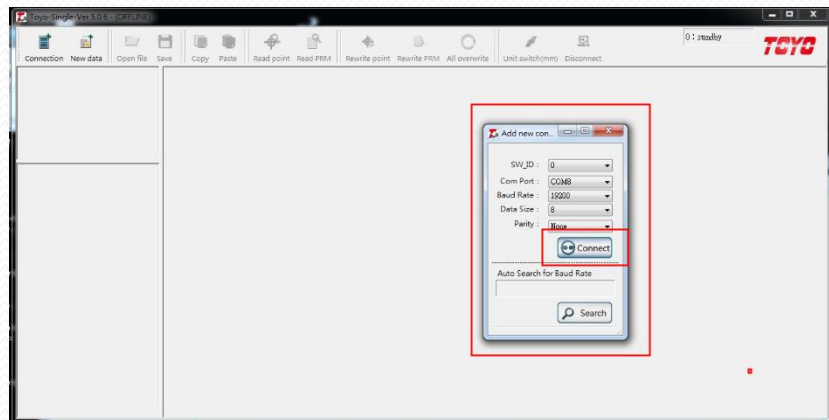 Toyo-Single-Ver.5.0.6 : (OFFLINE)
Connection New data Open file Save Copy Paste Read point Read PRM Rewrite point Rewrite PRM All overwrite Unit switch(mm) Disconnect
0 : standby
TOYO
Add new con...
SW_ID : 0
Com Port : COM8
Baud Rate : 19200
Data Size : 8
Parity : None
Connect
Auto Search for Baud Rate
Search